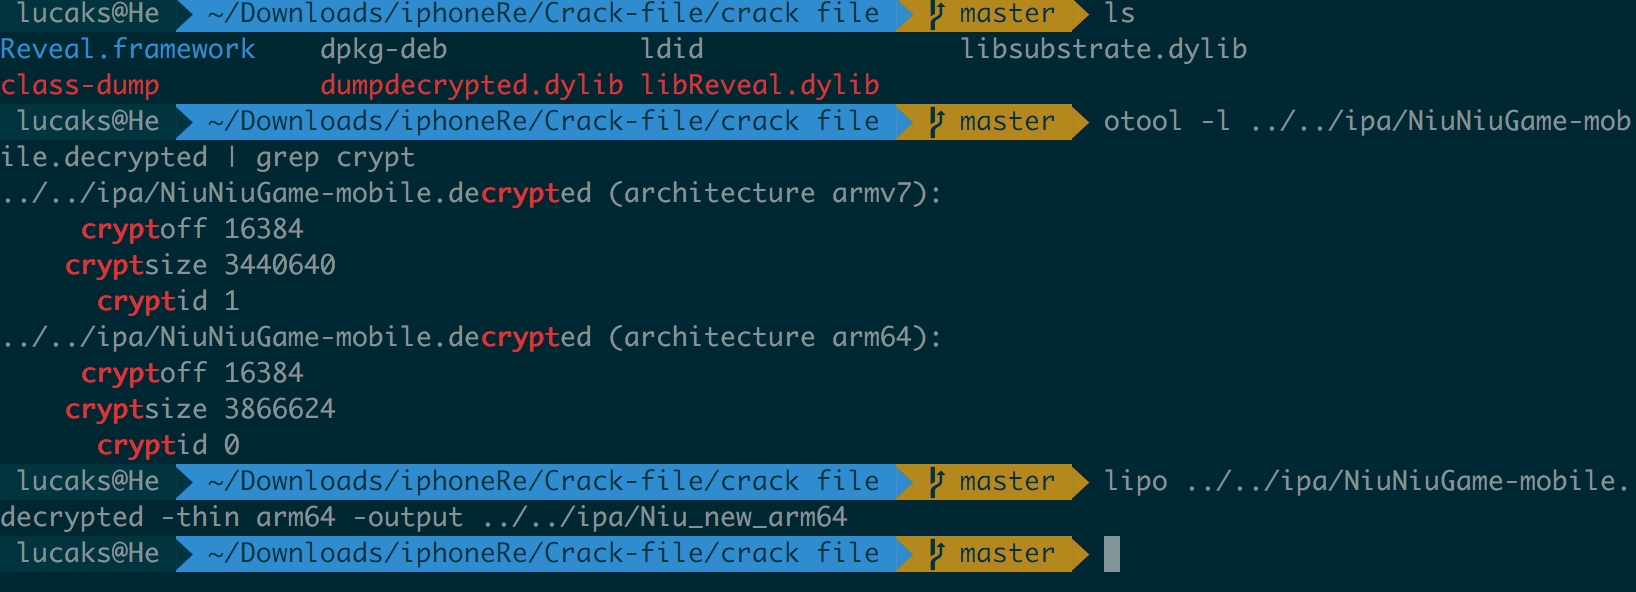 lucaks@He ~/Downloads/iphoneRe/Crack-file/crack file master ls
Reveal.framework dpkg-deb ldid libsubstrate.dylib
class-dump dumpdecrypted.dylib libReveal.dylib
lucaks@He ~/Downloads/iphoneRe/Crack-file/crack file master otool -l ../../ipa/NiuNiuGame-mob
ile.decrypted | grep crypt
../../ipa/NiuNiuGame-mobile.decrypted (architecture armv7):
cryptoff 16384
cryptsize 3440640
cryptid 1
../../ipa/NiuNiuGame-mobile.decrypted (architecture arm64):
cryptoff 16384
cryptsize 3866624
cryptid 0
lucaks@He ~/Downloads/iphoneRe/Crack-file/crack file master lipo ../../ipa/NiuNiuGame-mobile.
decrypted -thin arm64 -output ../../ipa/Niu_new_arm64
lucaks@He ~/Downloads/iphoneRe/Crack-file/crack file master